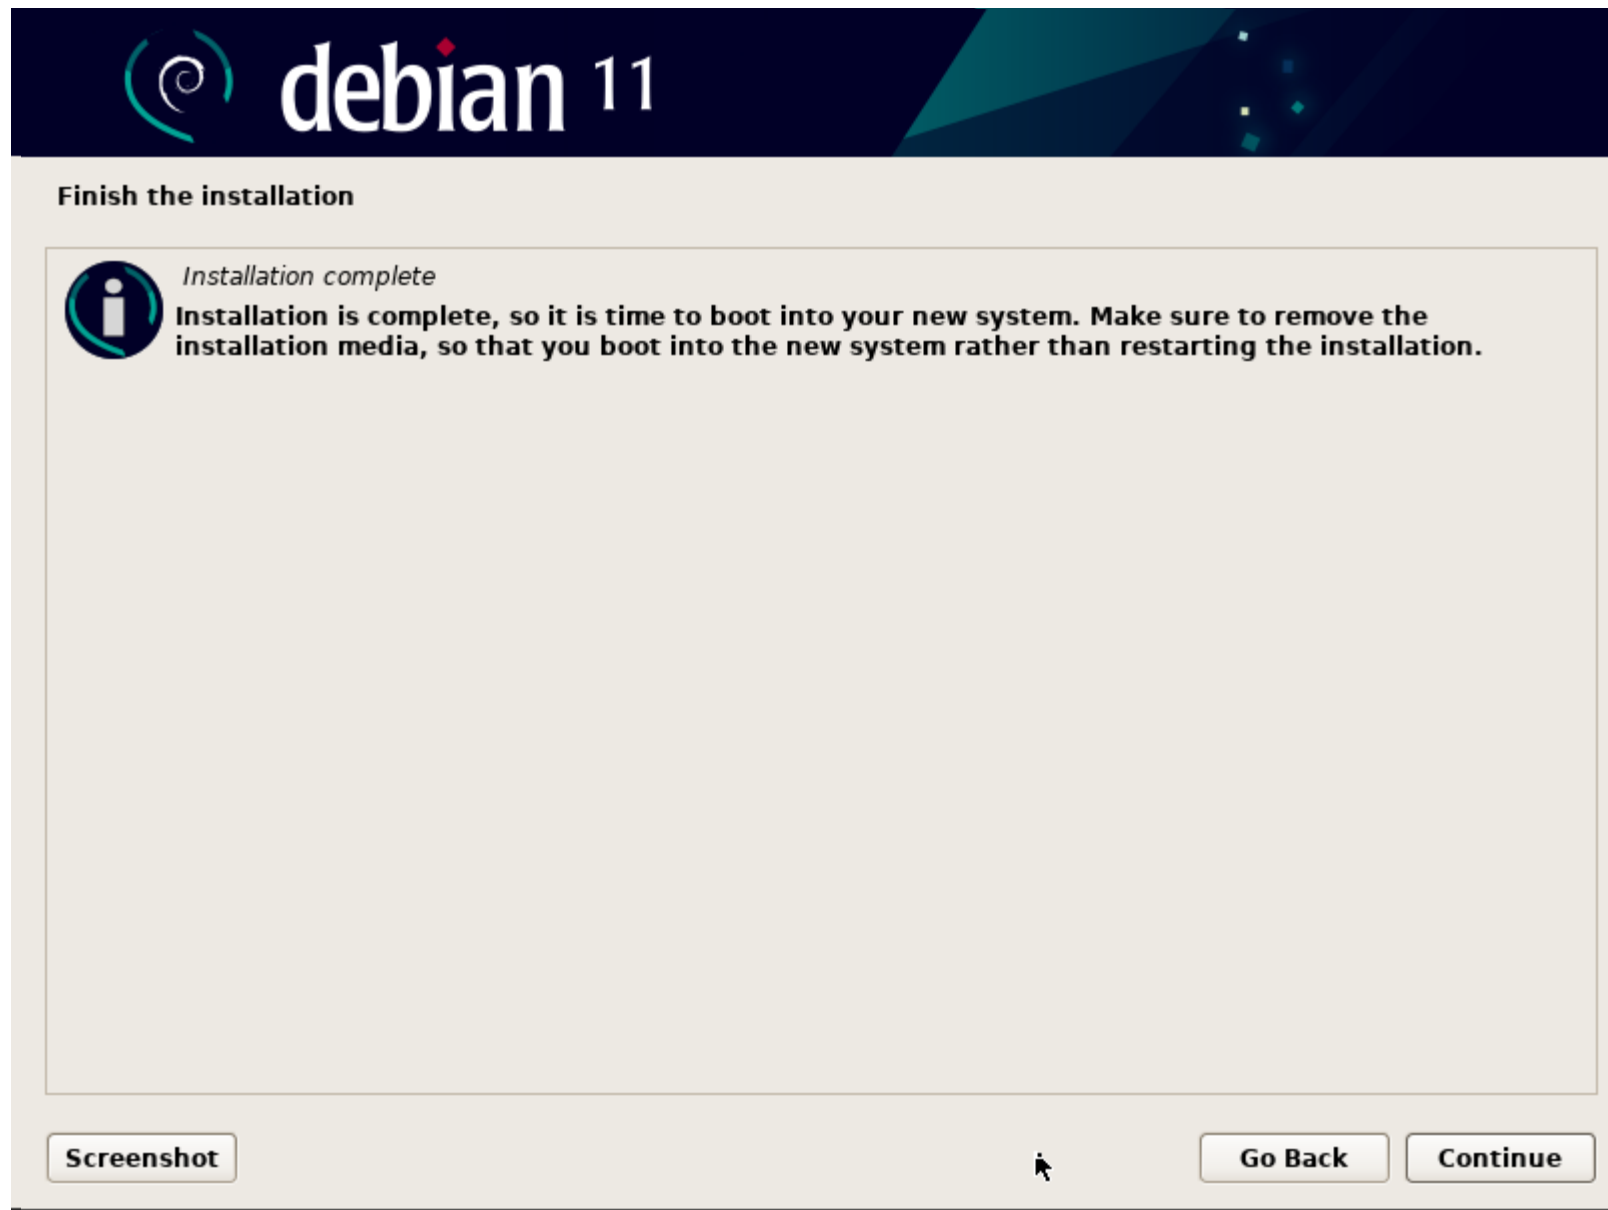 debian 11
Finish the installation
Installation complete
Installation is complete, so it is time to boot into your new system. Make sure to remove the
installation media, so that you boot into the new system rather than restarting the installation.
Screenshot
Go Back
Continue